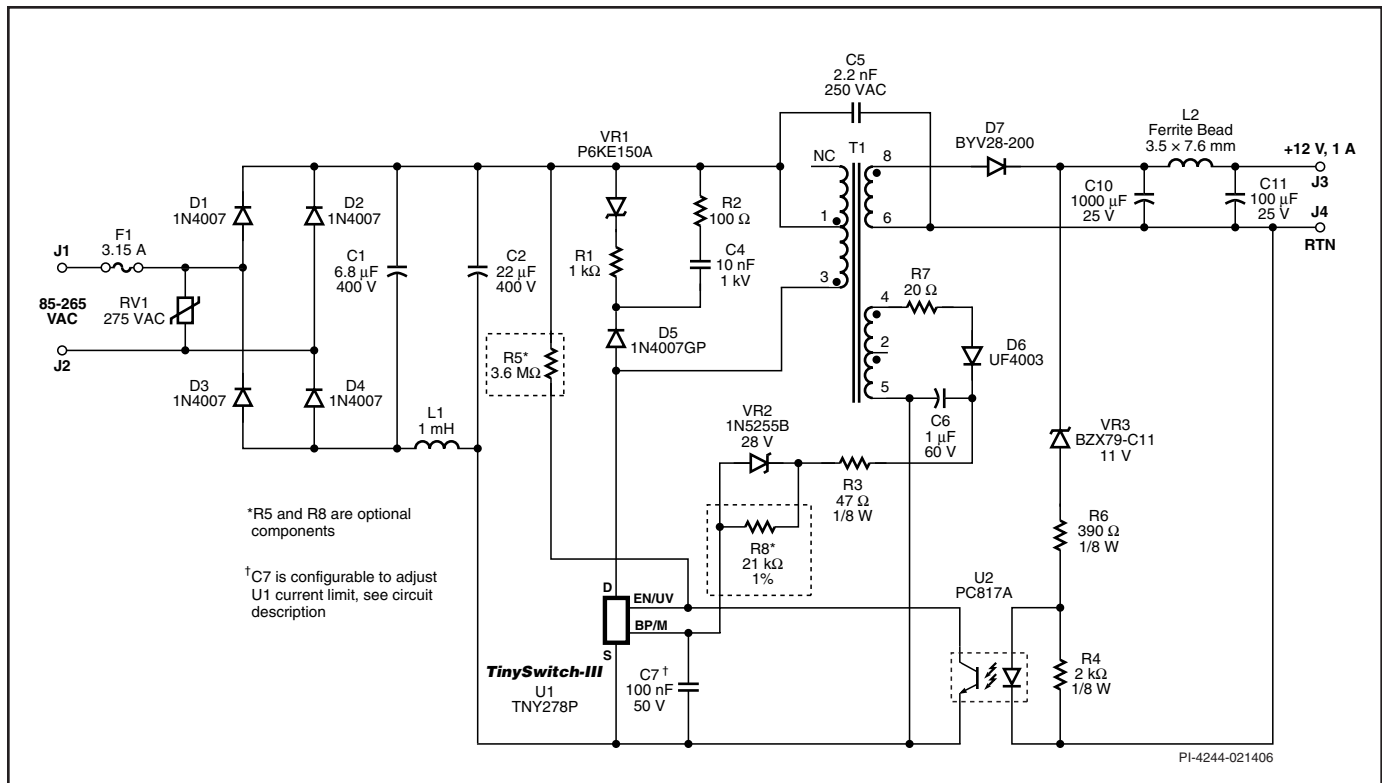 C5
2.2 nF
250 VAC
D7
BYV28-200
L2
Ferrite Bead
3.5 × 7.6 mm
+12 V, 1 A
J3
VR1
P6KE150A
NC
T1
8
6
1
3
C10
1000 µF
25 V
C11
100 µF
25 V
J4
RTN
D1
1N4007
D2
1N4007
R2
100 Ω
J1
F1
3.15 A
C1
6.8 µF
400 V
C2
22 µF
400 V
R1
1 kΩ
C4
10 nF
1 kV
85-265
VAC
RV1
275 VAC
J2
R7
20 Ω
4
2
5
D6
UF4003
D5
1N4007GP
R5*
3.6 MΩ
D3
1N4007
D4
1N4007
L1
1 mH
C6
1 µF
60 V
VR2
1N5255B
28 V
VR3
BZX79-C11
11 V
R3
47 Ω
1/8 W
*R5 and R8 are optional
components
R8*
21 kΩ
1%
R6
390 Ω
1/8 W
†C7 is configurable to adjust
U1 current limit, see circuit
description
D
EN/UV
BP/M
S
U2
PC817A
TinySwitch-III
U1
TNY278P
C7 †
100 nF
50 V
R4
2 kΩ
1/8 W
PI-4244-021406